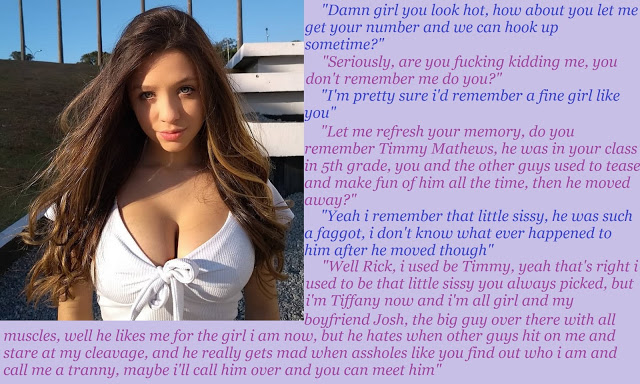 "Damn girl you look hot, how about you let me
get your number and we can hook up
sometime?"
"Seriously, are you fucking kidding me, you
don't remember me do you?"
"I'm pretty sure i'd remember a fine girl like
you"
"Let me refresh your memory, do you
remember Timmy Mathews, he was in your class
in 5th grade, you and the other guys used to tease
and make fun of him all the time, then he moved
away?"
"Yeah i remember that little sissy, he was such
a faggot, i don't know what ever happened to
him after he moved though"
"Well Rick, i used be Timmy, yeah that's right i
used to be that little sissy you always picked, but
i'm Tiffany now and i'm all girl and my
boyfriend Josh, the big guy over there with all
muscles, well he likes me for the girl i am now, but he hates when other guys hit on me and
stare at my cleavage, and he really gets mad when assholes like you find out who i am and
call me a tranny, maybe i'll call him over and you can meet him"